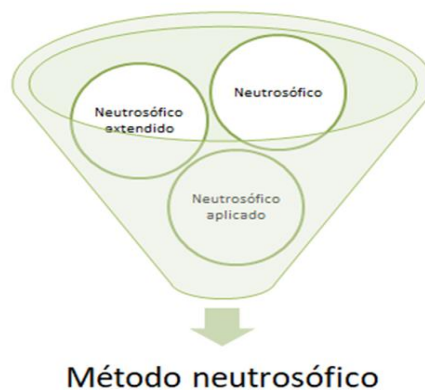 Neutrosófico
Neutrosófico
extendido
Neutrosófico
aplicado
Método neutrosófico